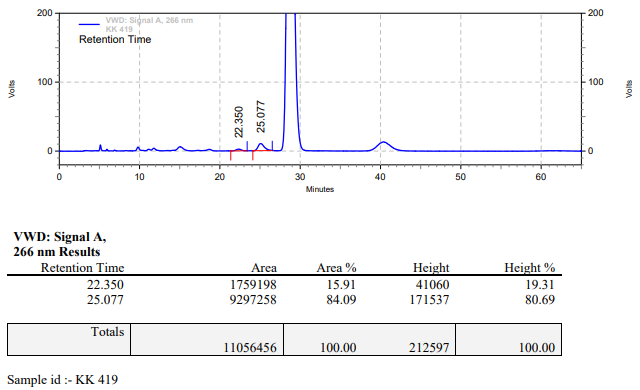 VWD: Signal A, 266 nm
KK 419
Retention Time
200
100
0
Volts
22.350
25.077
200
100
0
Volts
0
10
20
30
40
50
60
Minutes
VWD: Signal A,
266 nm Results
Retention Time Area Area % Height Height %
22.350 1759198 15.91 41060 19.31
25.077 9297258 84.09 171537 80.69
Totals
11056456 100.00 212597 100.00
Sample id :- KK 419